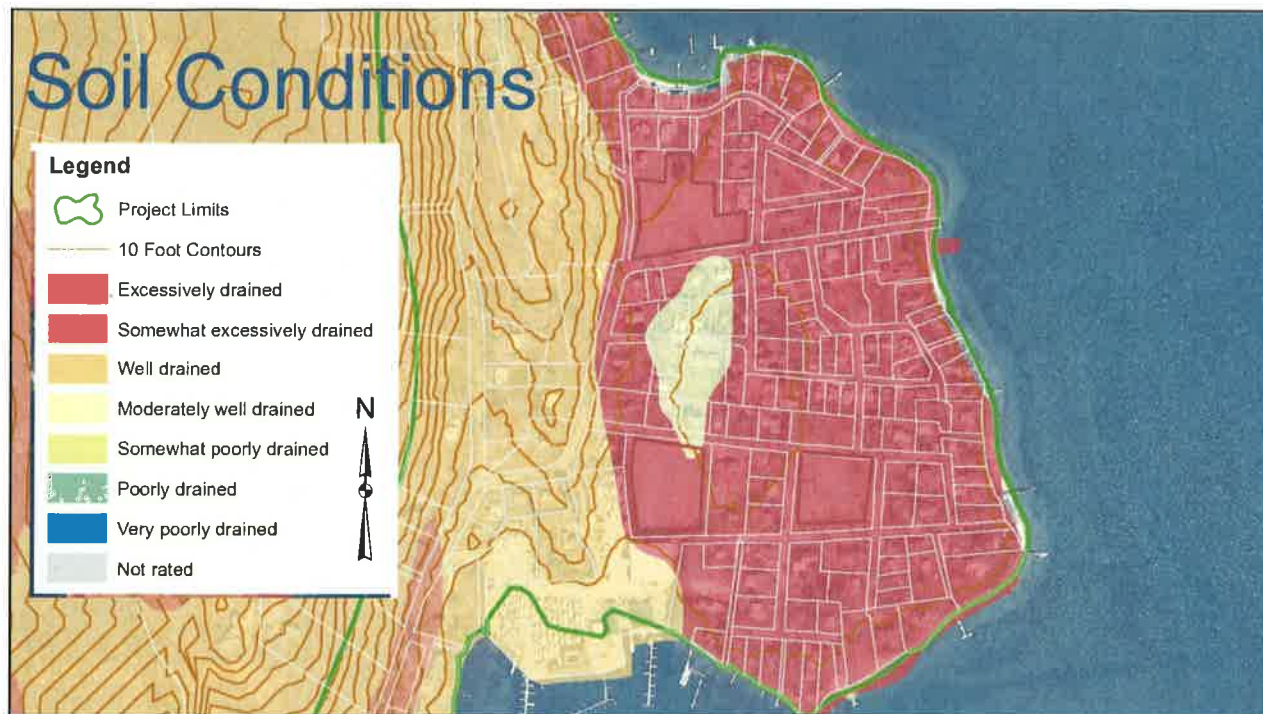 Soil Conditions
Legend
Project Limits
10 Foot Contours
Excessively drained
Somewhat excessively drained
Well drained
Moderately well drained
N
Somewhat poorly drained
Poorly drained
Very poorly drained
Not rated